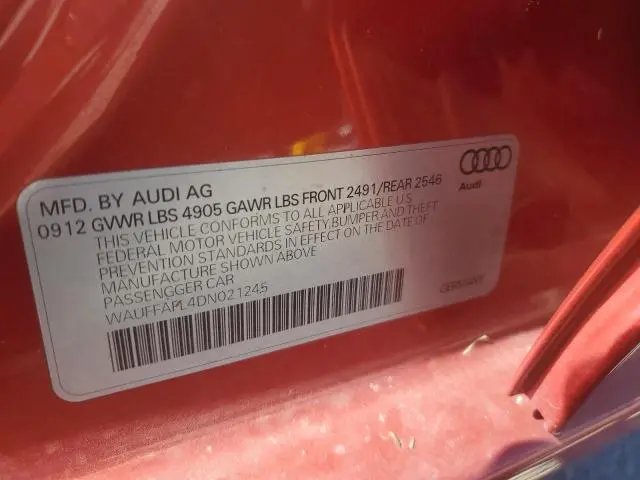 MFD. BY AUDI AG
0912 GVWR LBS 4905 GAWR LBS FRONT 2491/REAR 2546
THIS VEHICLE CONFORMS TO ALL APPLICABLE U.S
FEDERAL MOTOR VEHICLE SAFETY,BUMPER AND THEFT
PREVENTION STANDARDS IN EFFECT ON THE DATE OF
MANUFACTURE SHOWN ABOVE
PASSENGGER CAR
WAUFFAFL4DN021245
Audi